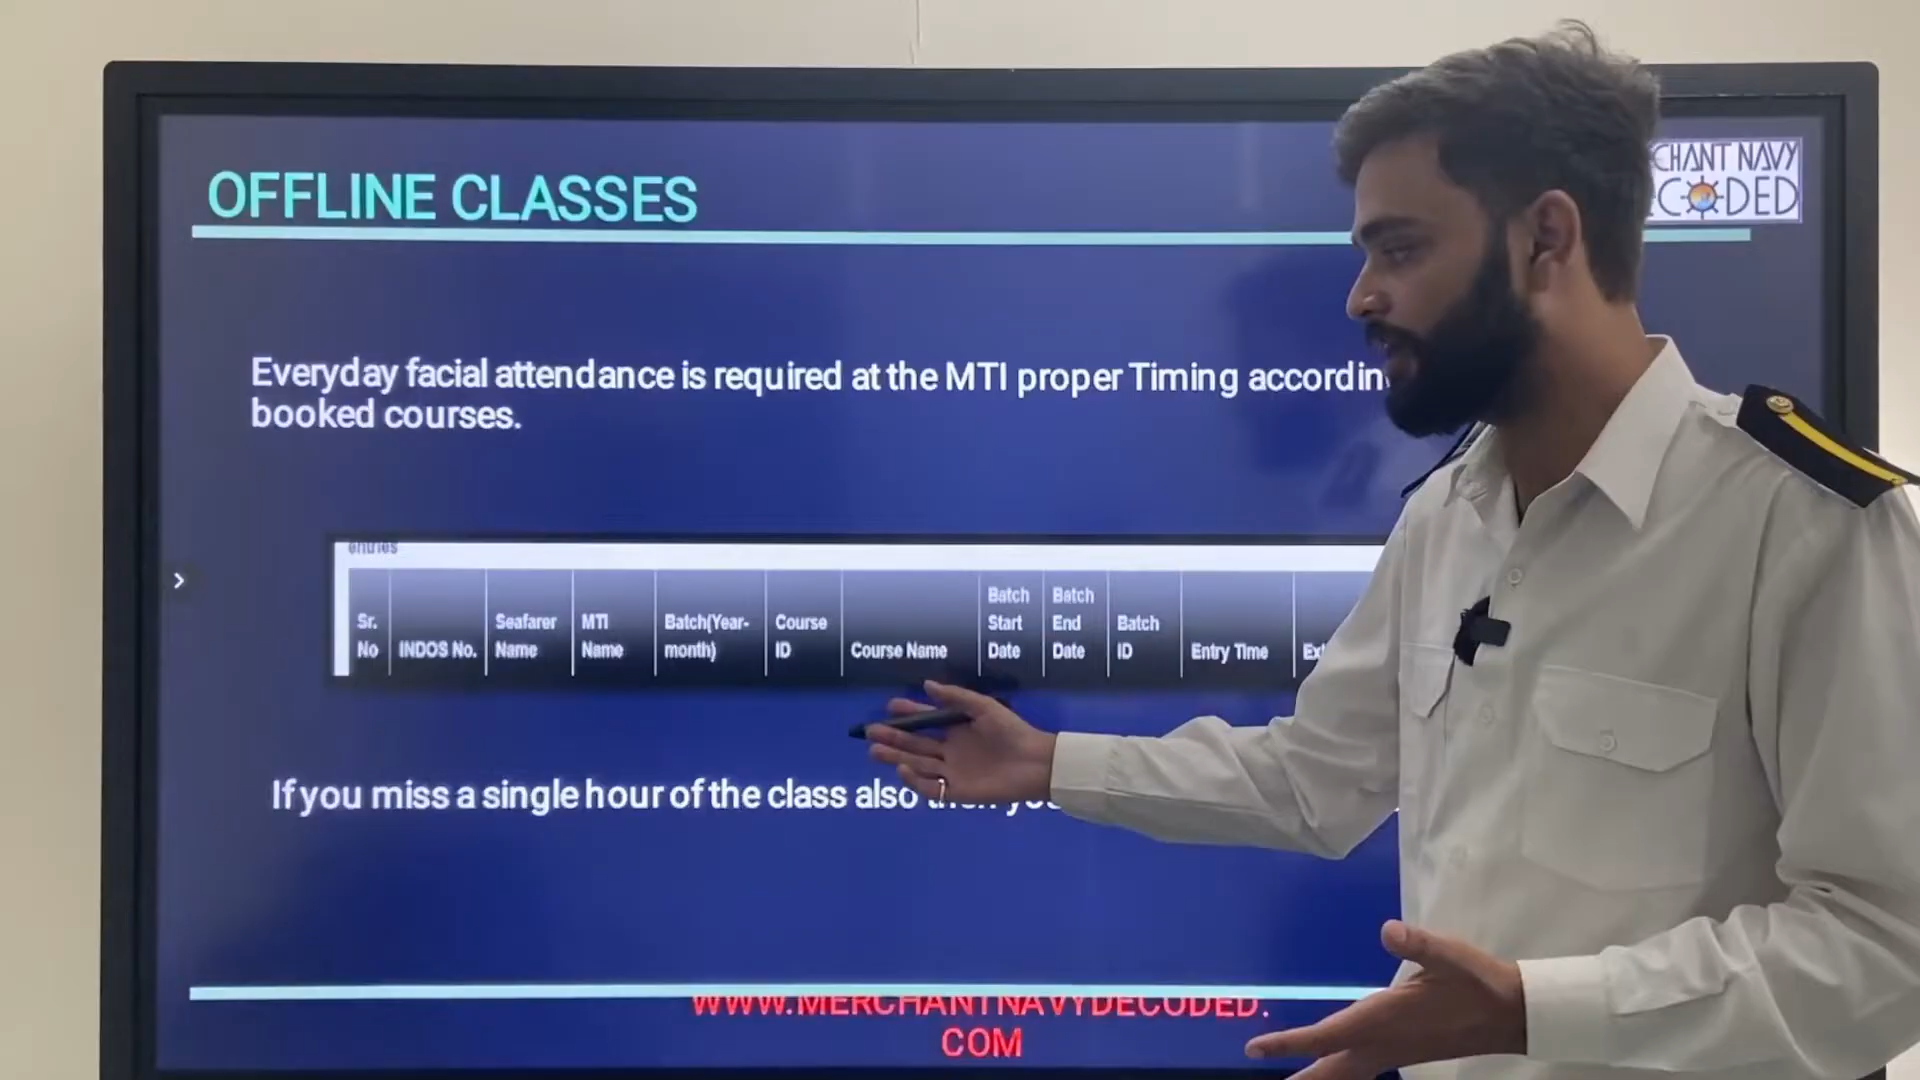 OFFLINE CLASSES
CHANT NAVY
CODED
Everyday facial attendance is required at the MTI proper Timing
booked courses.
entries
Sr. No
INDOS No.
Seafarer Name
MTI Name
Batch(Year-month)
Course ID
Course Name
Batch Start Date
Batch End Date
Batch ID
Entry Time
If you miss a single hour of the class also
WWW.MERCHANTNAVYDECODED.
COM